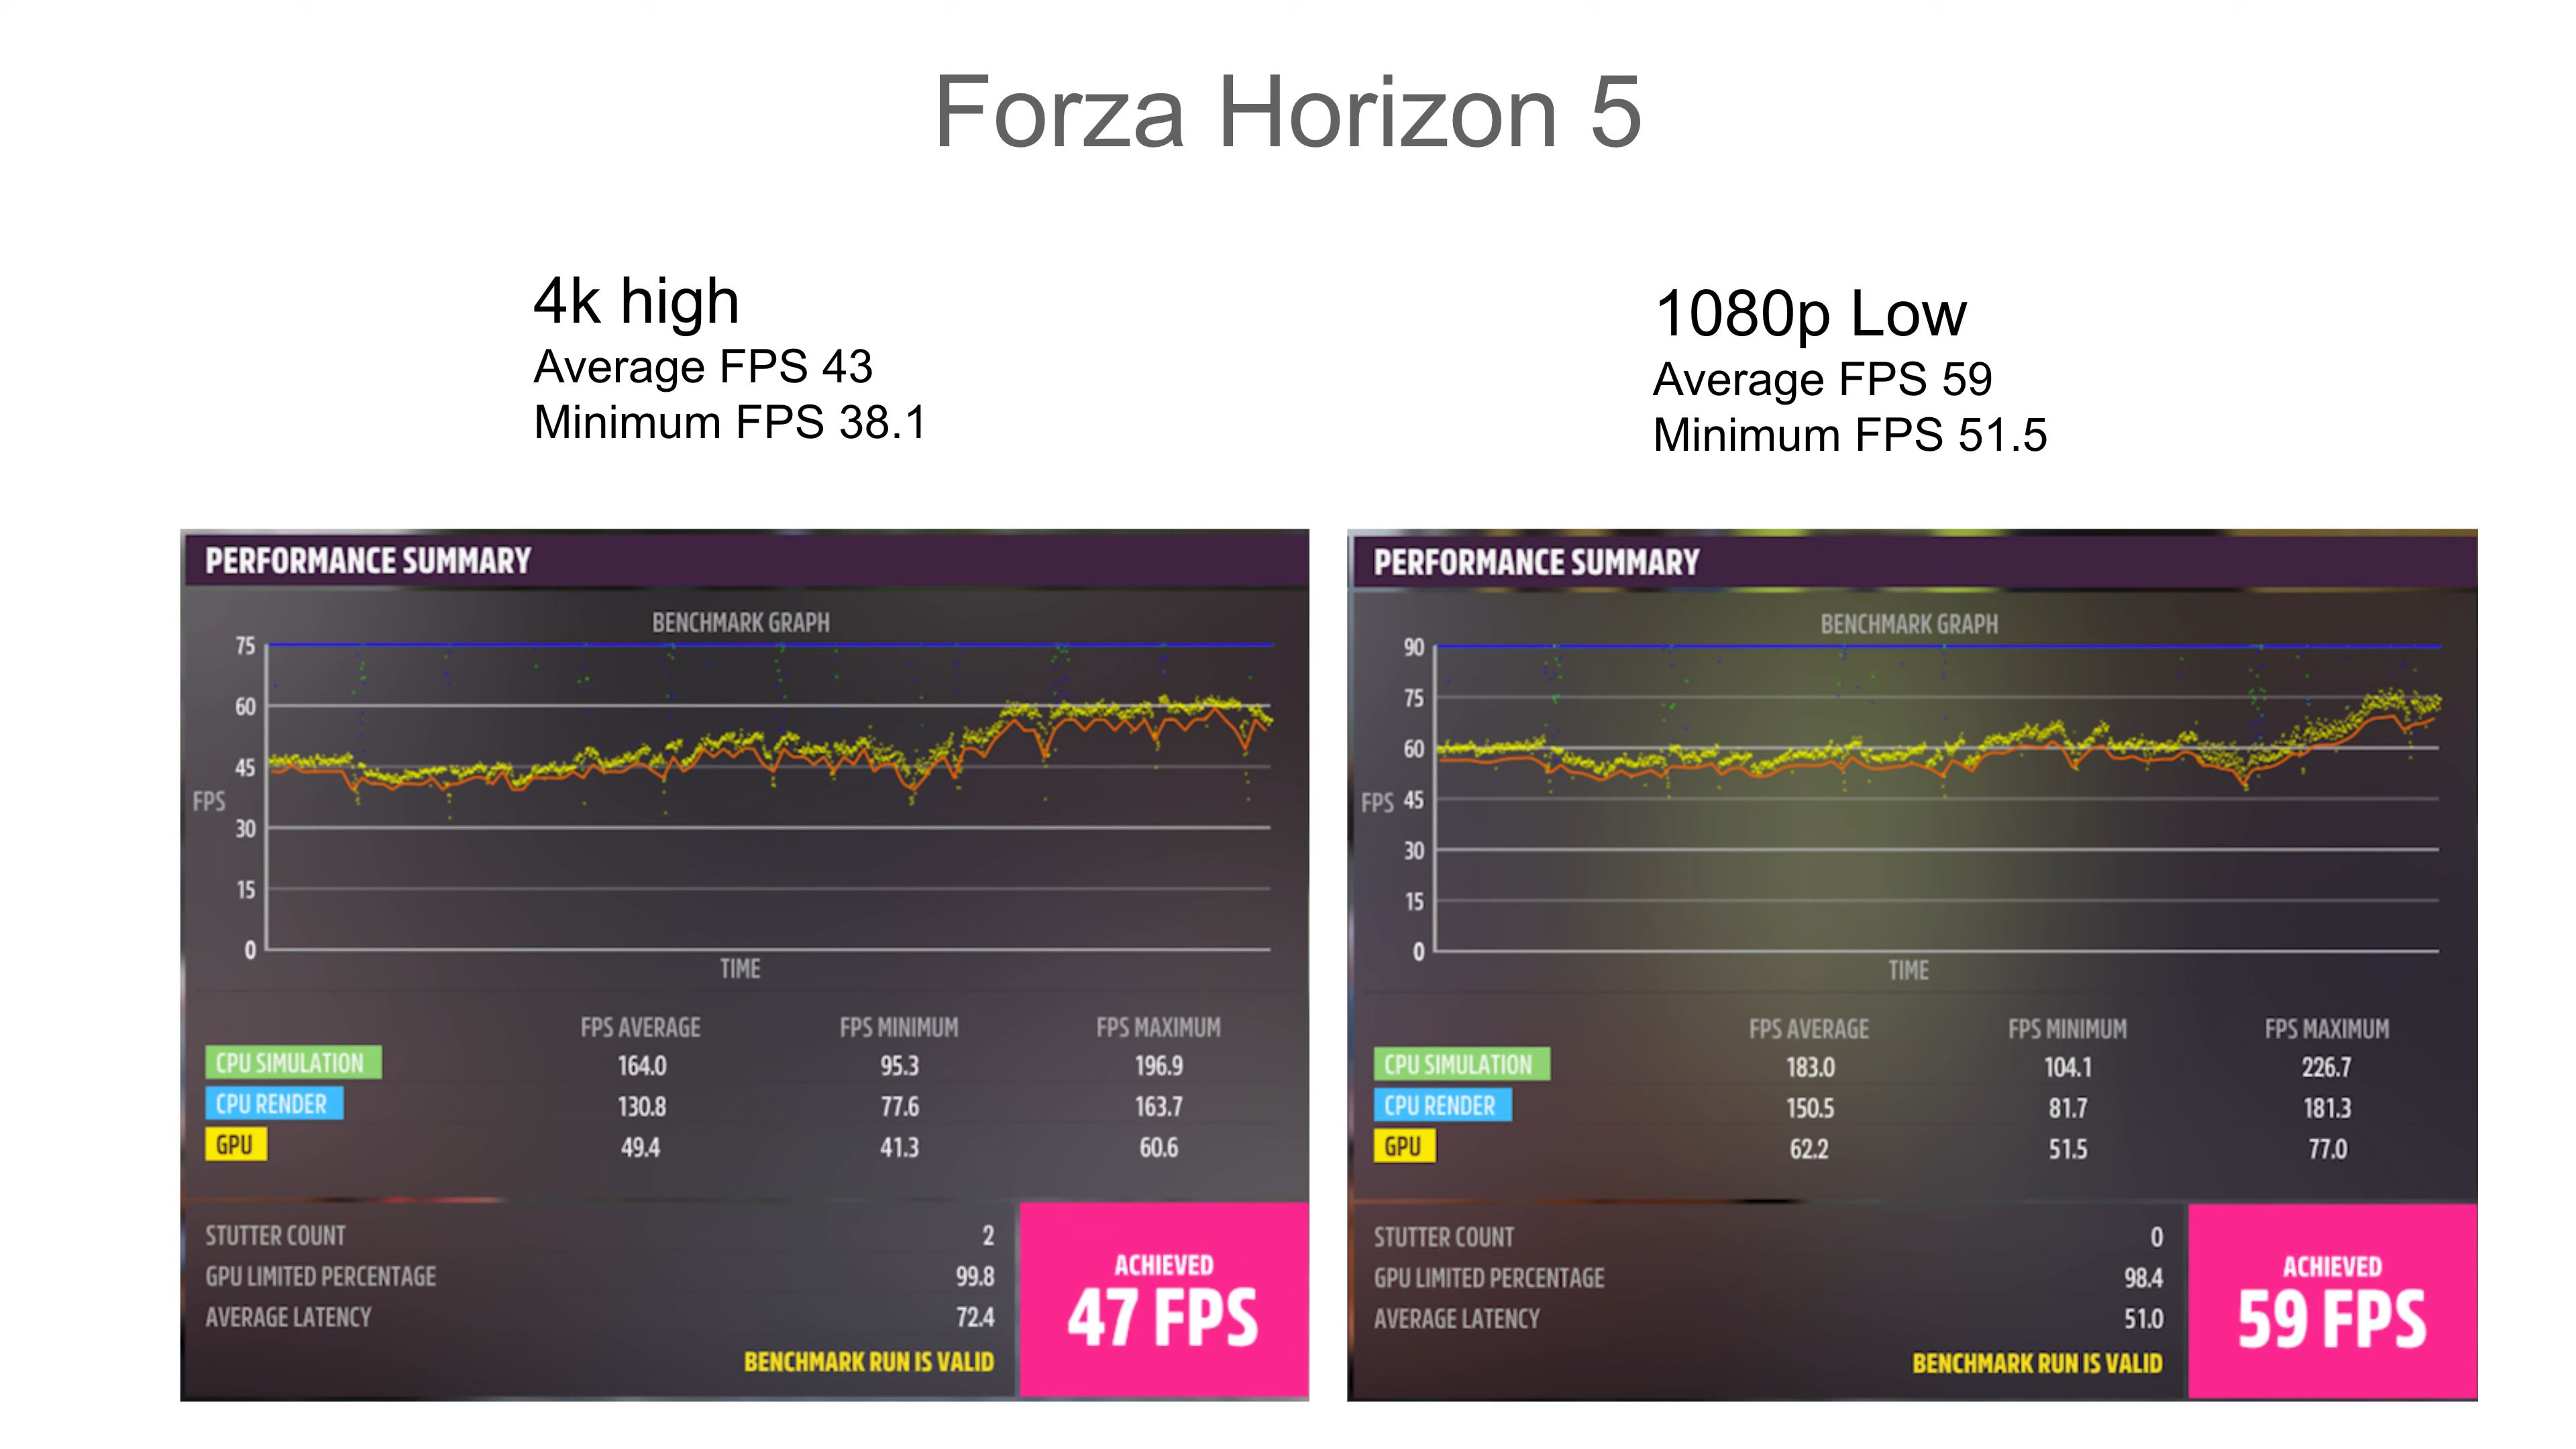 Forza Horizon 5
4k high
Average FPS 43
Minimum FPS 38.1
1080p Low
Average FPS 59
Minimum FPS 51.5
PERFORMANCE SUMMARY
BENCHMARK GRAPH
75
60
45
FPS
30
15
0
TIME
FPS AVERAGE FPS MINIMUM FPS MAXIMUM
CPU SIMULATION 164.0 95.3 196.9
CPU RENDER 130.8 77.6 163.7
GPU 49.4 41.3 60.6
STUTTER COUNT 2
GPU LIMITED PERCENTAGE 99.8
AVERAGE LATENCY 72.4
BENCHMARK RUN IS VALID
ACHIEVED
47 FPS
PERFORMANCE SUMMARY
BENCHMARK GRAPH
90
75
60
FPS 45
30
15
0
TIME
FPS AVERAGE FPS MINIMUM FPS MAXIMUM
CPU SIMULATION 183.0 104.1 226.7
CPU RENDER 150.5 81.7 181.3
GPU 62.2 51.5 77.0
STUTTER COUNT 0
GPU LIMITED PERCENTAGE 98.4
AVERAGE LATENCY 51.0
BENCHMARK RUN IS VALID
ACHIEVED
59 FPS